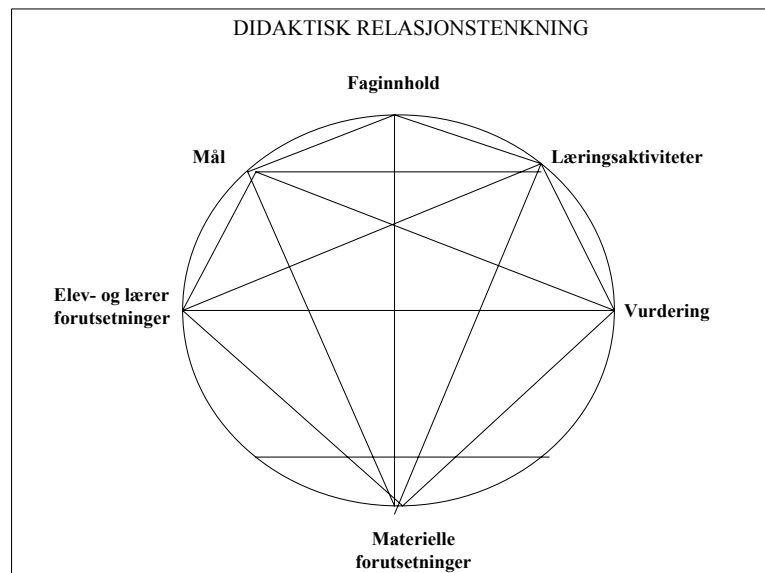 DIDAKTISK RELASJONSTENKNING
Faginnhold
Mål
Læringsaktiviteter
Elev- og lærer
forutsetninger
Vurdering
Materielle
forutsetninger